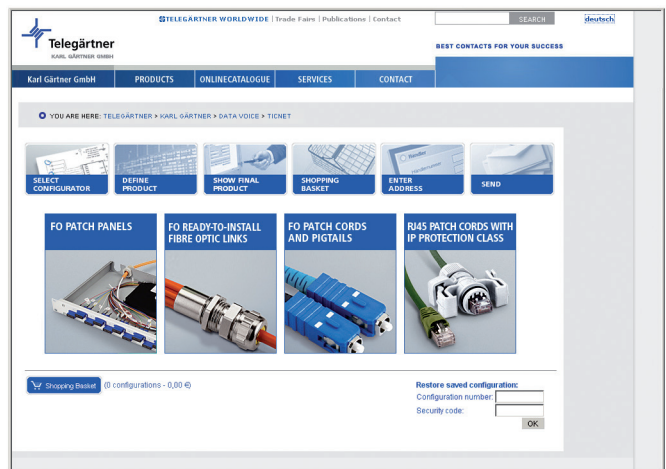 TELEGÄRTNER WORLDWIDE | Trade Fairs | Publications | Contact
SEARCH
deutsch
Telegärtner
KARL GÄRTNER GMBH
BEST CONTACTS FOR YOUR SUCCESS
Karl Gärtner GmbH PRODUCTS ONLINECATALOGUE SERVICES CONTACT
YOU ARE HERE: TELEGÄRTNER > KARL GÄRTNER > DATA VOICE > TICNET
SELECT
CONFIGURATOR
DEFINE
PRODUCT
SHOW FINAL
PRODUCT
SHOPPING
BASKET
Händler
ENTER
ADDRESS
SEND
FO PATCH PANELS
FO READY-TO-INSTALL
FIBRE OPTIC LINKS
FO PATCH CORDS
AND PIGTAILS
RJ45 PATCH CORDS WITH
IP PROTECTION CLASS
Shopping Basket (0 configurations - 0,00 €)
Restore saved configuration:
Configuration number:
Security code:
OK